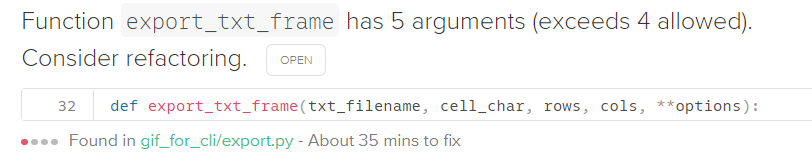 Function export_txt_frame has 5 arguments (exceeds 4 allowed).
Consider refactoring. OPEN
32 def export_txt_frame(txt_filename, cell_char, rows, cols, **options):
Found in gif_for_cli/export.py - About 35 mins to fix